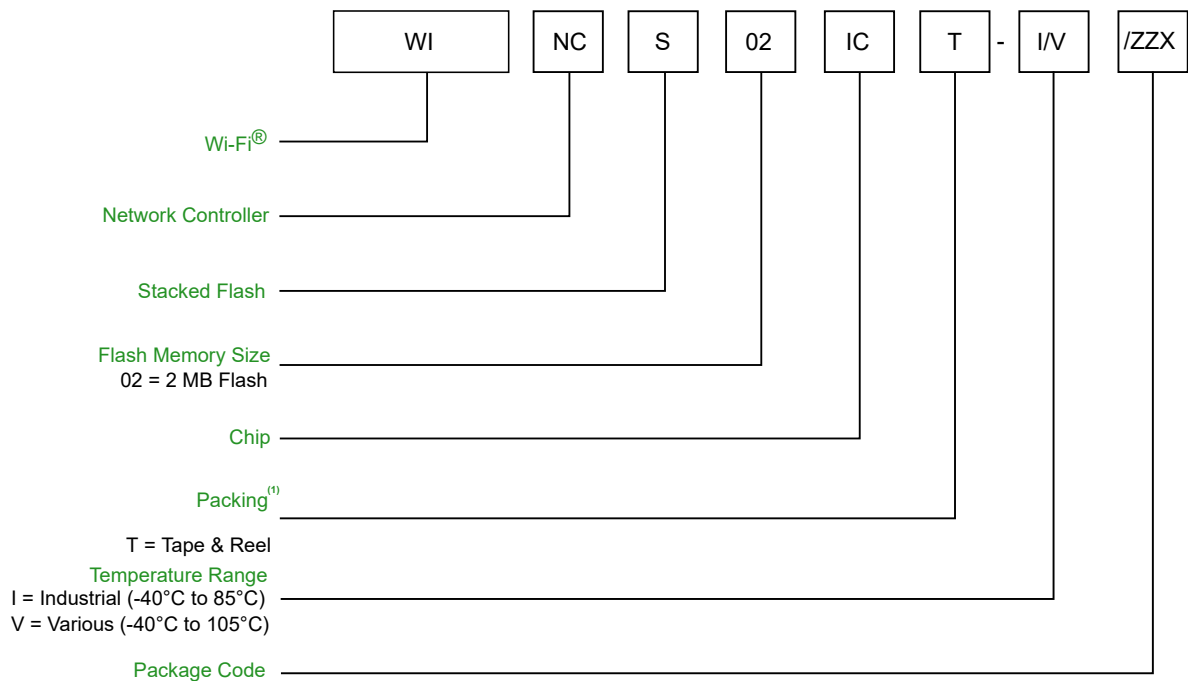 WI NC S 02 IC T - I/V /ZZX
Wi-Fi®
Network Controller
Stacked Flash
Flash Memory Size
02 = 2 MB Flash
Chip
Packing(1)
T = Tape & Reel
Temperature Range
I = Industrial (-40°C to 85°C)
V = Various (-40°C to 105°C)
Package Code